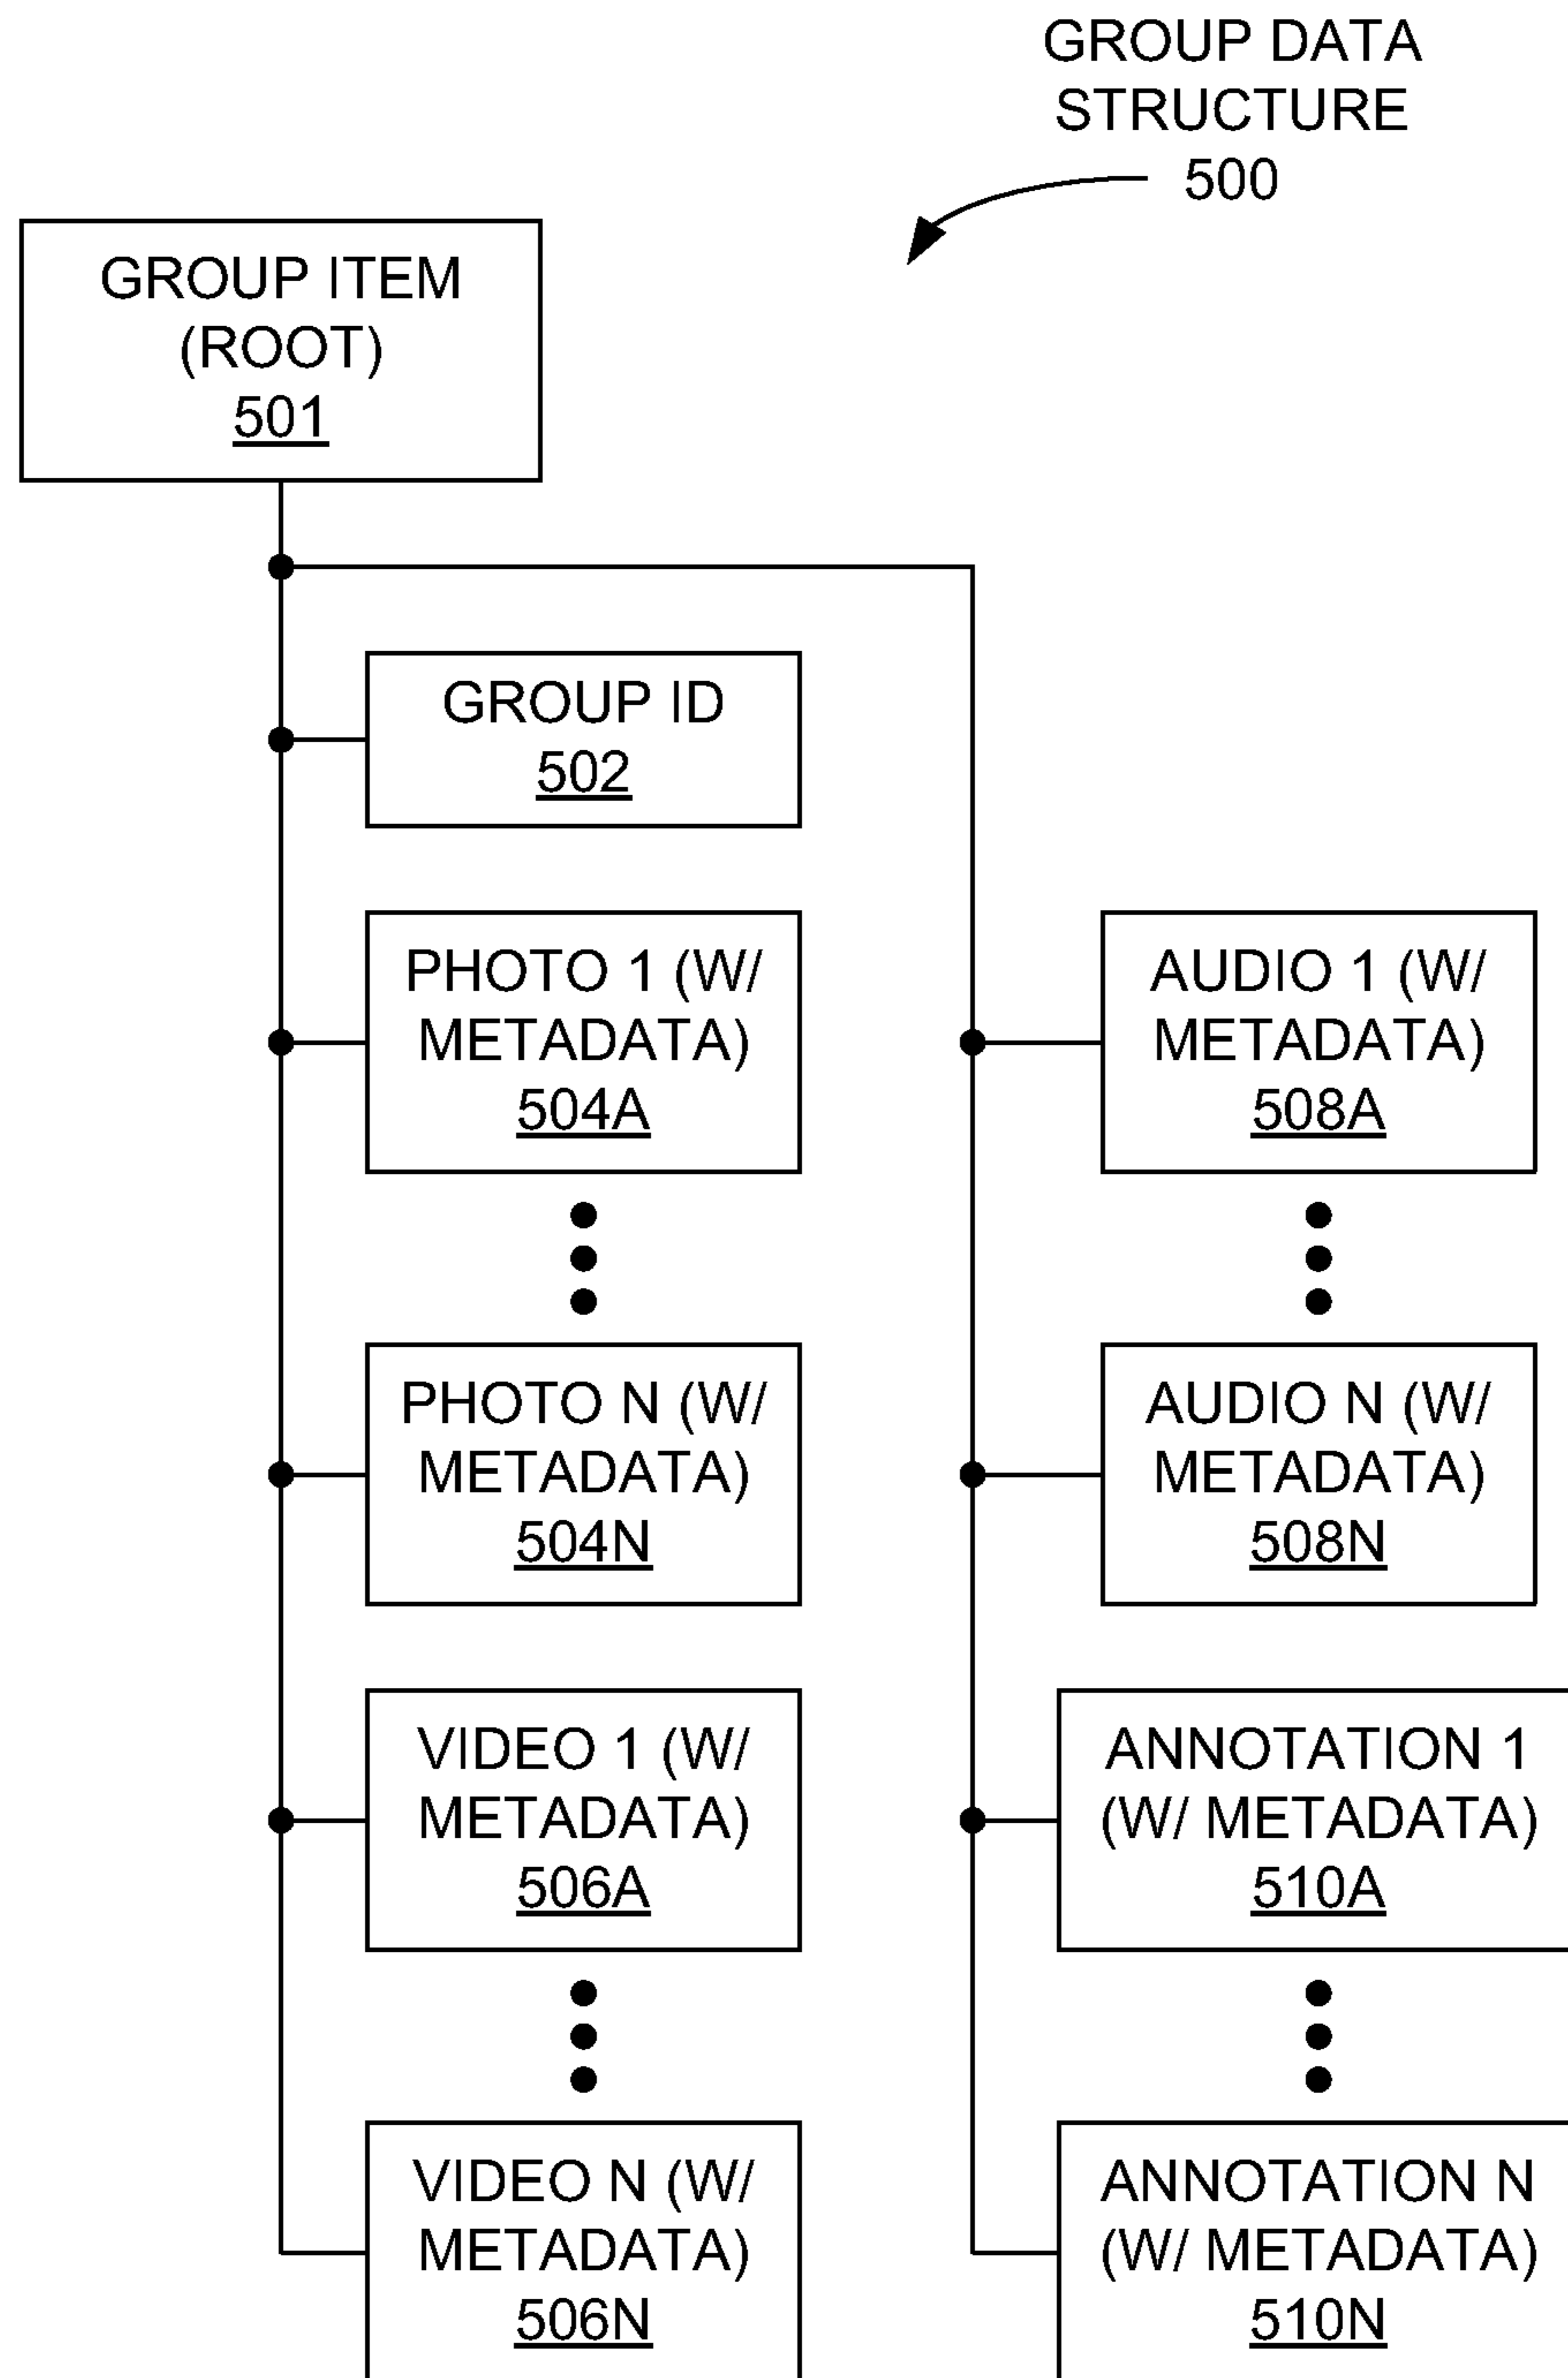 GROUP DATA
STRUCTURE
500
GROUP ITEM
(ROOT)
501
GROUP ID
502
PHOTO 1 (W/
METADATA)
504A
PHOTO N (W/
METADATA)
504N
VIDEO 1 (W/
METADATA)
506A
VIDEO N (W/
METADATA)
506N
AUDIO 1 (W/
METADATA)
508A
AUDIO N (W/
METADATA)
508N
ANNOTATION 1
(W/ METADATA)
510A
ANNOTATION N
(W/ METADATA)
510N